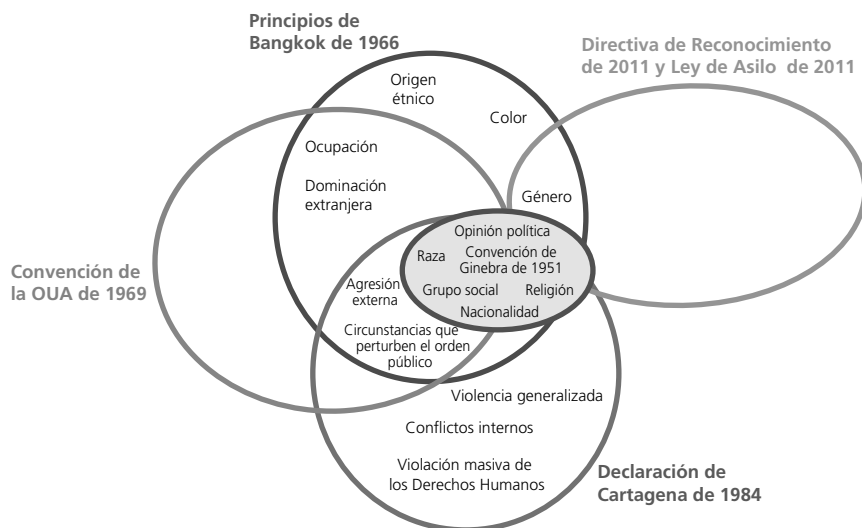 Principios de
Bangkok de 1966
Directiva de Reconocimiento
de 2011 y Ley de Asilo de 2011
Origen
étnico
Color
Ocupación
Dominación
extranjera
Género
Opinión política
Raza
Convención de
Ginebra de 1951
Grupo social
Religión
Nacionalidad
Convención de
la OUA de 1969
Agresión
externa
Circunstancias que
perturben el orden
público
Violencia generalizada
Conflictos internos
Violación masiva de
los Derechos Humanos
Declaración de
Cartagena de 1984